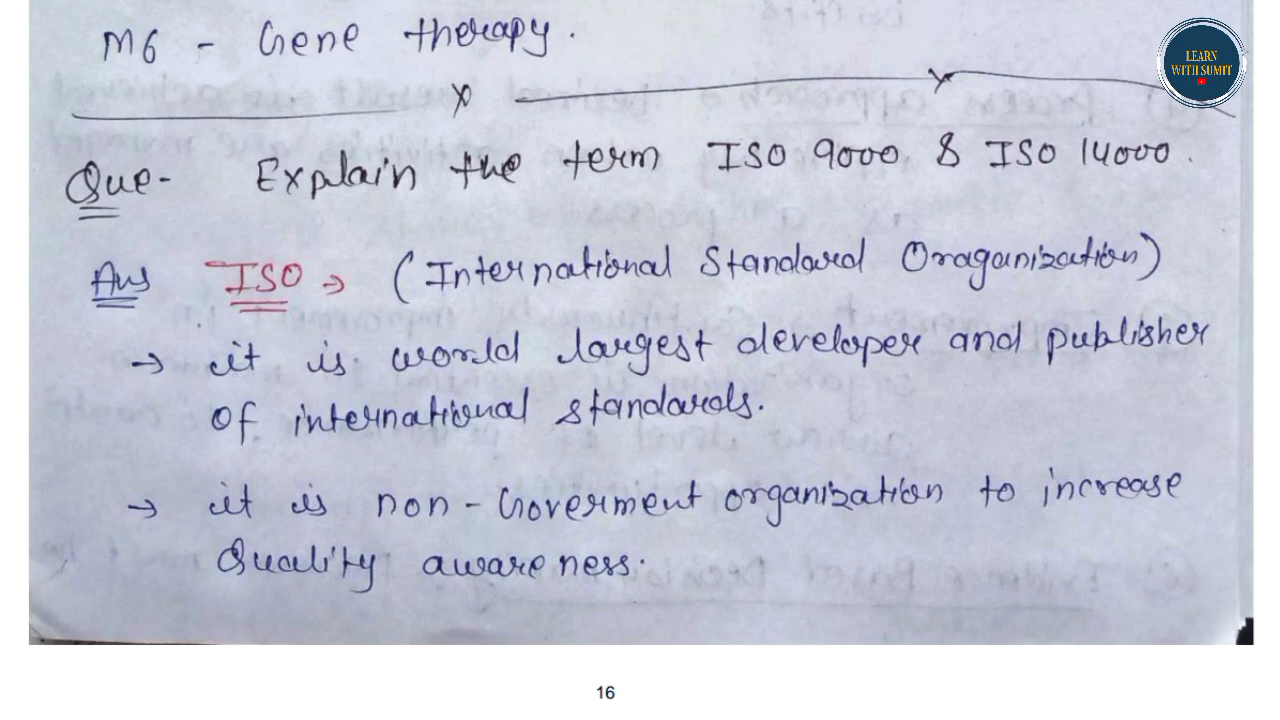 M6 - Gene therapy.
LEARN
WITH SUMIT
Que- Explain the term ISO 9000 & ISO 14000.
Ans ISO → (International Standard Oraganization)
→ it is world largest developer and publisher
of international standards.
→ it is non-Goverment organization to increase
Quality awareness.
16